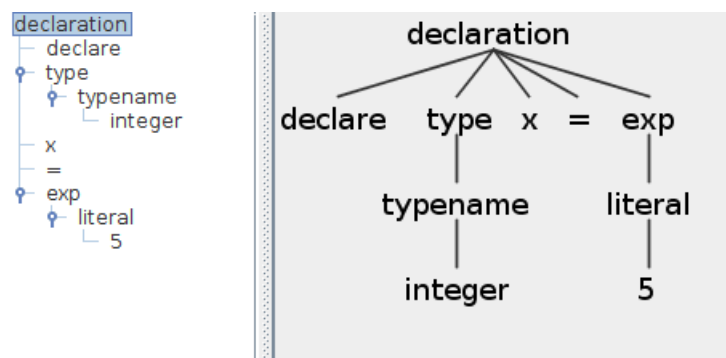 declaration
declare
type
typename
integer
x
=
exp
literal
5
declaration
declare type x = exp
typename literal
integer 5